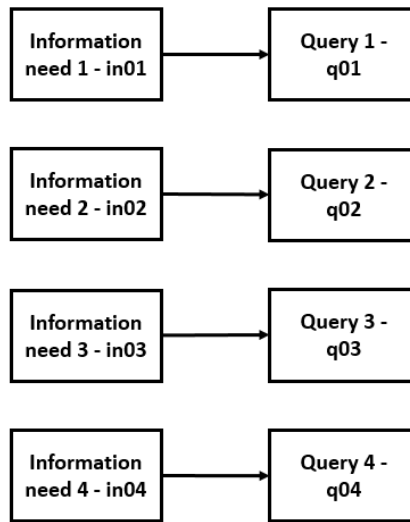 Information
need 1 - in01
Query 1 -
q01
Information
need 2 - in02
Query 2 -
q02
Information
need 3 - in03
Query 3 -
q03
Information
need 4 - in04
Query 4 -
q04